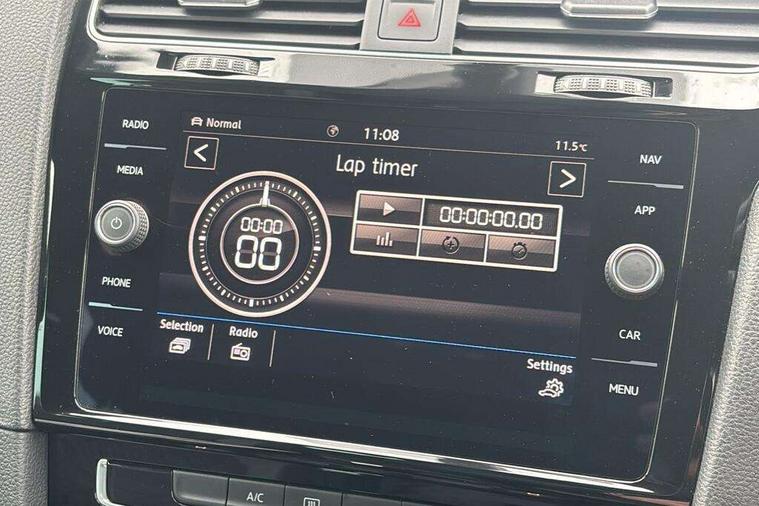 RADIO
MEDIA
PHONE
VOICE
Normal
11:08
11.5°C
Lap timer
00:00
00
00:00:00.00
Selection
Radio
Settings
NAV
APP
CAR
MENU
A/C